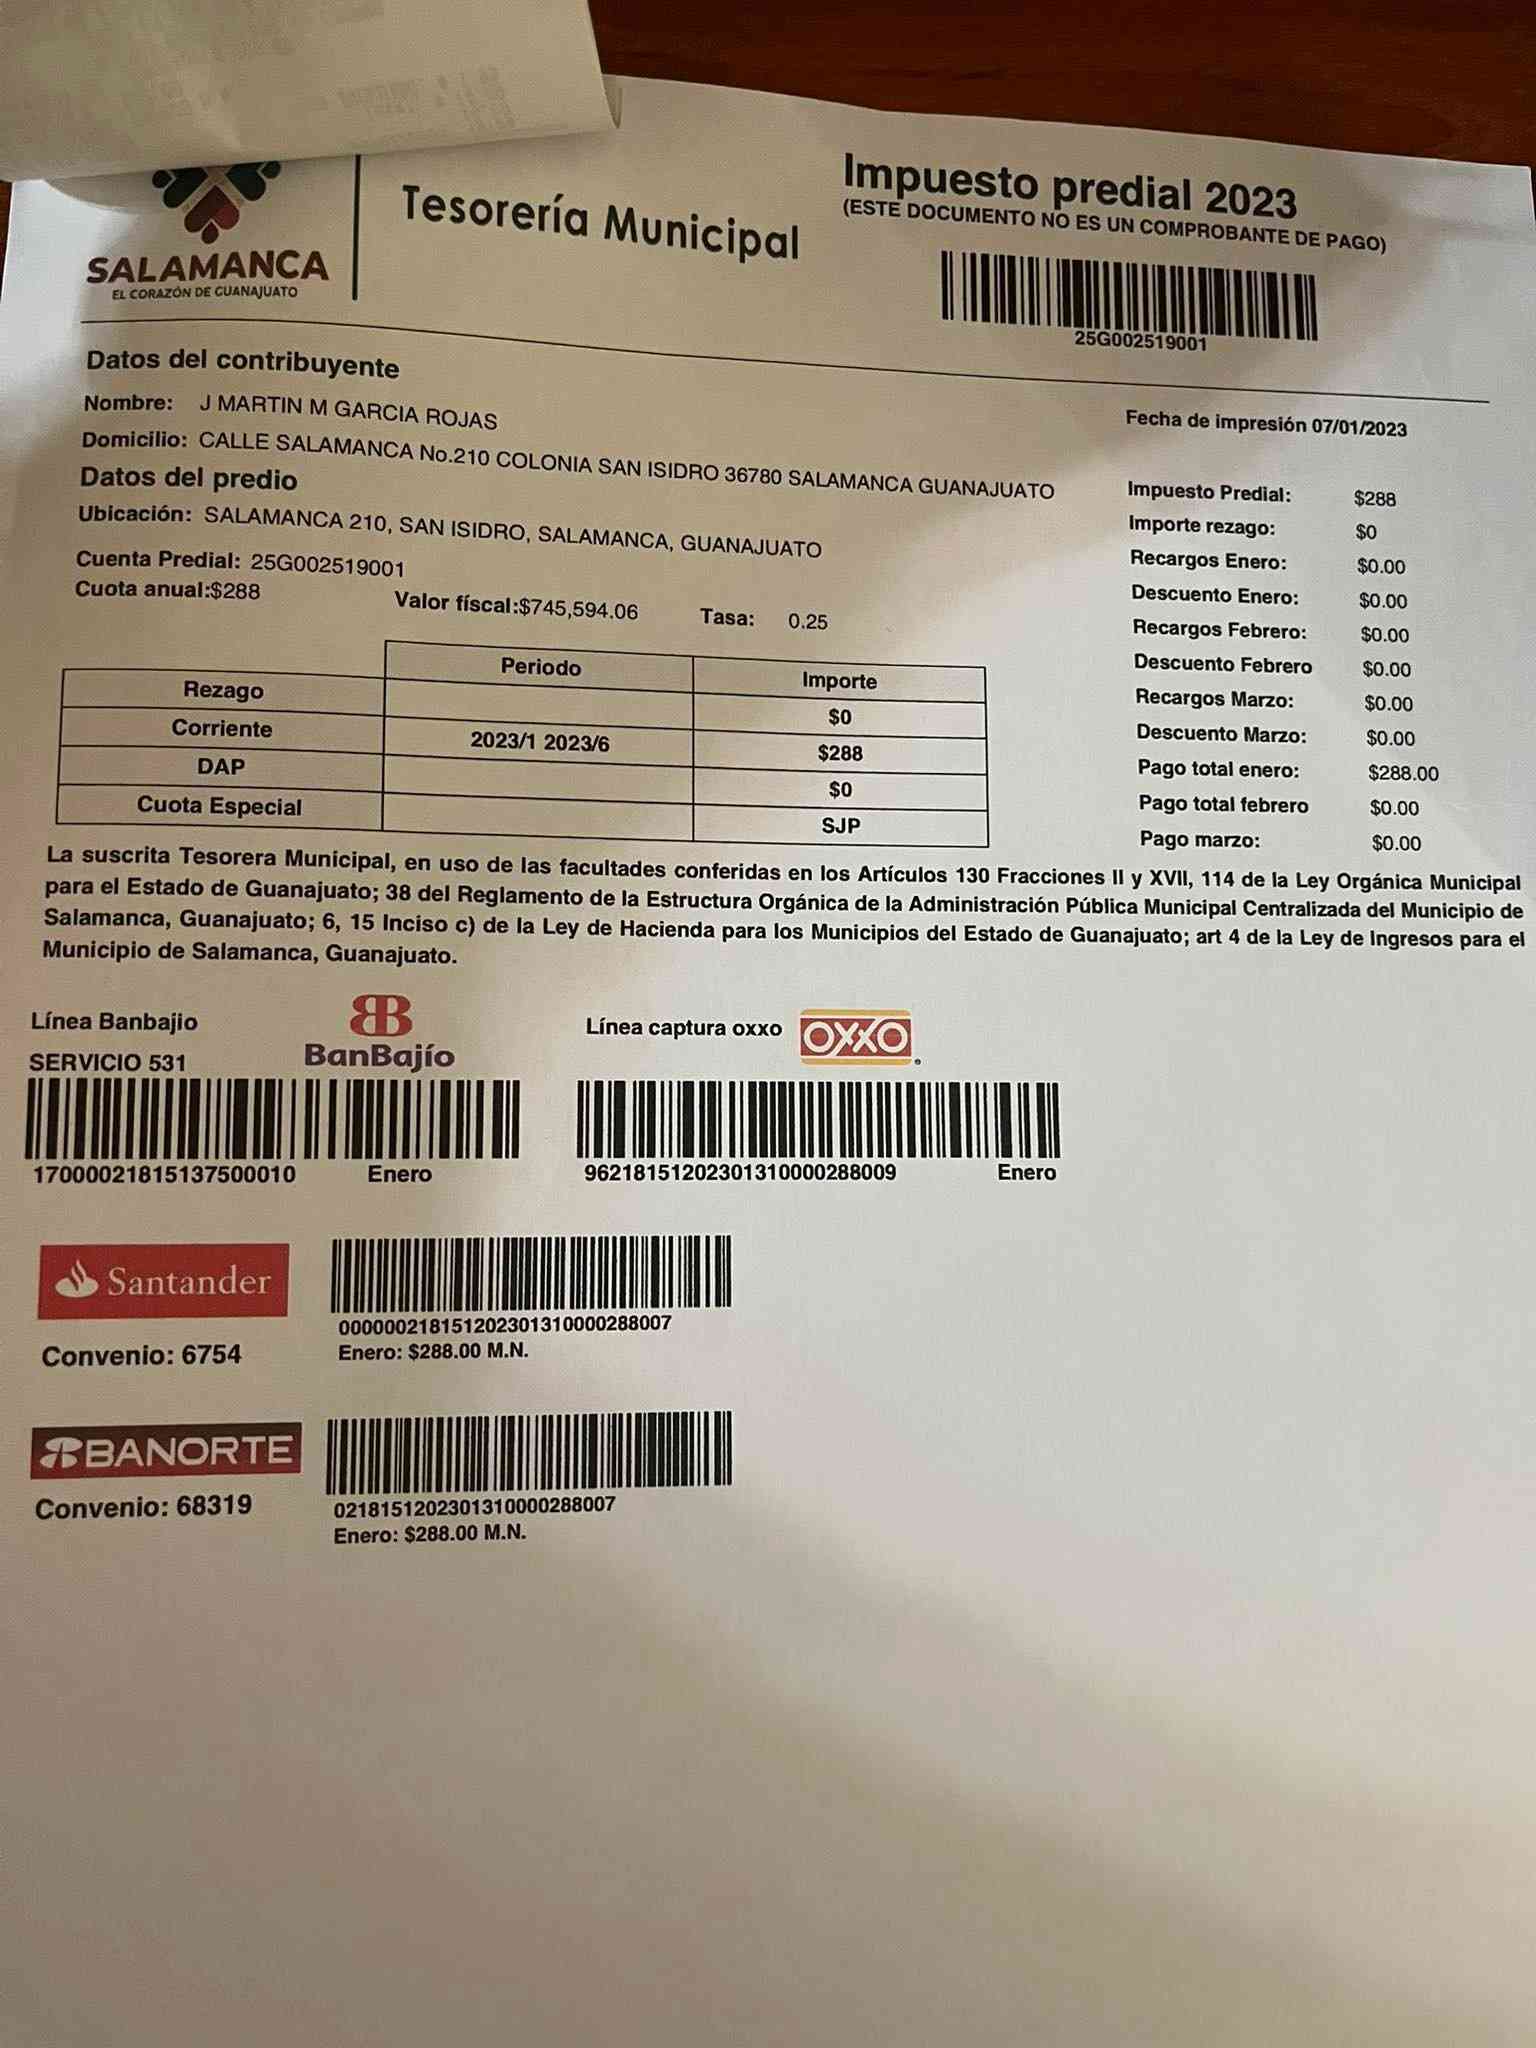 SALAMANCA
EL CORAZÓN DE GUANAJUATO
Tesorería Municipal
Impuesto predial 2023
(ESTE DOCUMENTO NO ES UN COMPROBANTE DE PAGO)
25G002519001
Datos del contribuyente
Nombre: J MARTIN M GARCIA ROJAS
Domicilio: CALLE SALAMANCA No.210 COLONIA SAN ISIDRO 36780 SALAMANCA GUANAJUATO
Datos del predio
Ubicación: SALAMANCA 210, SAN ISIDRO, SALAMANCA, GUANAJUATO
Cuenta Predial: 25G002519001
Cuota anual:$288 Valor físcal:$745,594.06 Tasa: 0.25
Fecha de impresión 07/01/2023
Impuesto Predial: $288
Importe rezago: $0
Recargos Enero: $0.00
Descuento Enero: $0.00
Recargos Febrero: $0.00
Descuento Febrero $0.00
Recargos Marzo: $0.00
Descuento Marzo: $0.00
Pago total enero: $288.00
Pago total febrero $0.00
Pago marzo: $0.00
Periodo Importe
Rezago $0
Corriente 2023/1 2023/6 $288
DAP $0
Cuota Especial SJP
La suscrita Tesorera Municipal, en uso de las facultades conferidas en los Artículos 130 Fracciones II y XVII, 114 de la Ley Orgánica Municipal
para el Estado de Guanajuato; 38 del Reglamento de la Estructura Orgánica de la Administración Pública Municipal Centralizada del Municipio de
Salamanca, Guanajuato; 6, 15 Inciso c) de la Ley de Hacienda para los Municipios del Estado de Guanajuato; art 4 de la Ley de Ingresos para el
Municipio de Salamanca, Guanajuato.
Línea Banbajio
SERVICIO 531
BanBajío
17000021815137500010 Enero
Línea captura oxxo OXXO
962181512023013100002880​09 Enero
Santander
Convenio: 6754
000000218151202301310000288007
Enero: $288.00 M.N.
BANORTE
Convenio: 68319
0218151202301310000288007
Enero: $288.00 M.N.